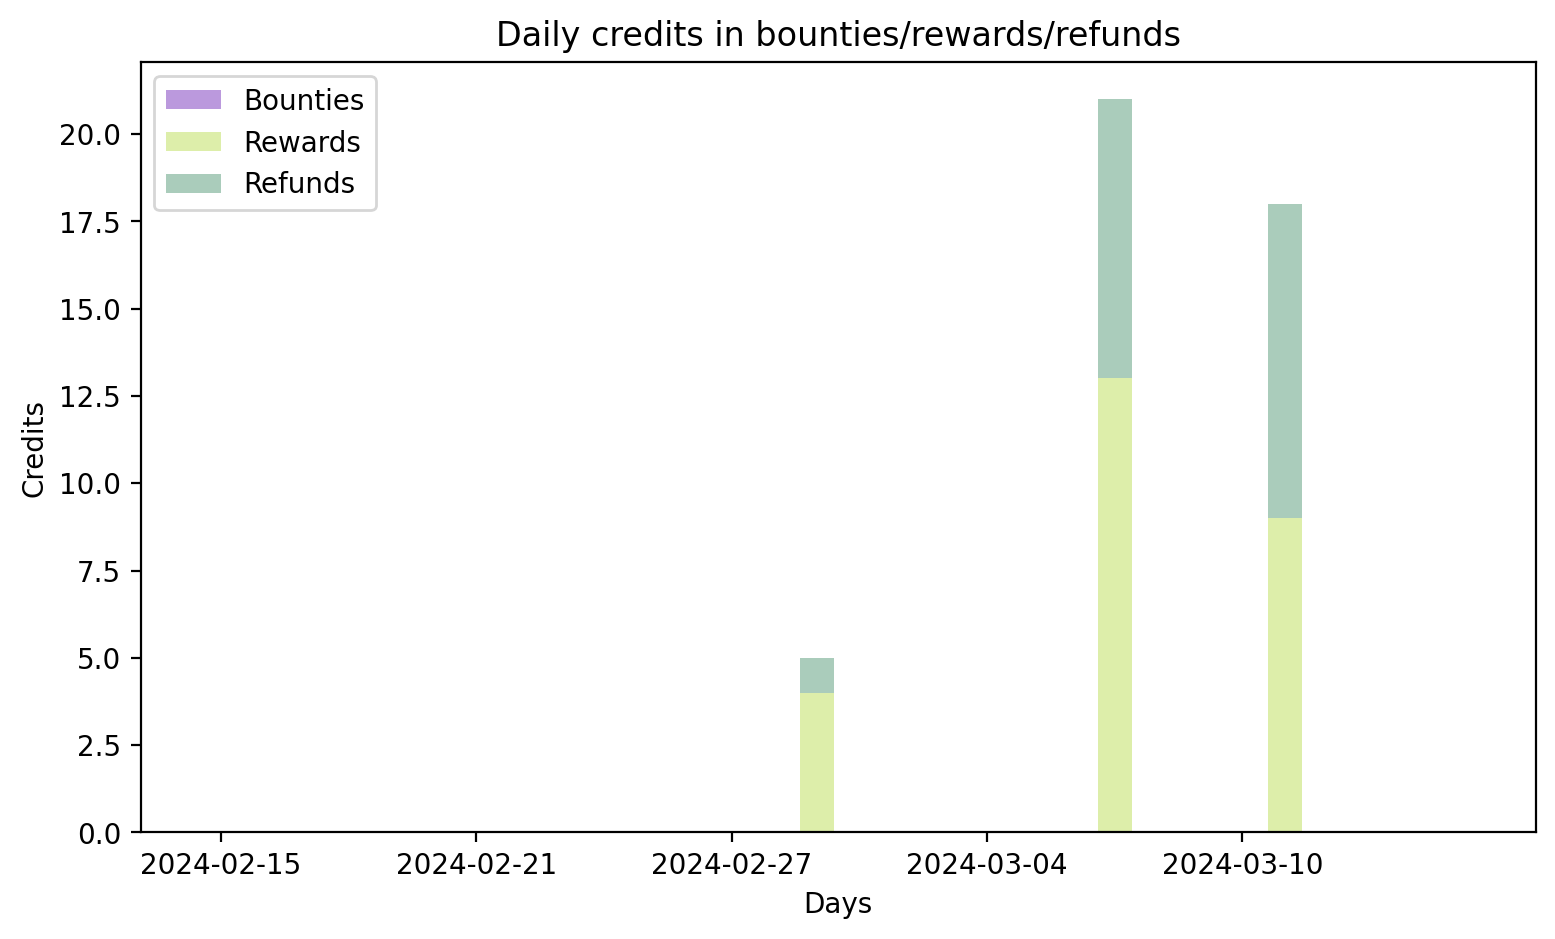 Daily credits in bounties/rewards/refunds
Bounties
Rewards
Refunds
20.0
17.5
15.0
12.5
10.0
7.5
5.0
2.5
0.0
Credits
2024-02-15 2024-02-21 2024-02-27 2024-03-04 2024-03-10
Days